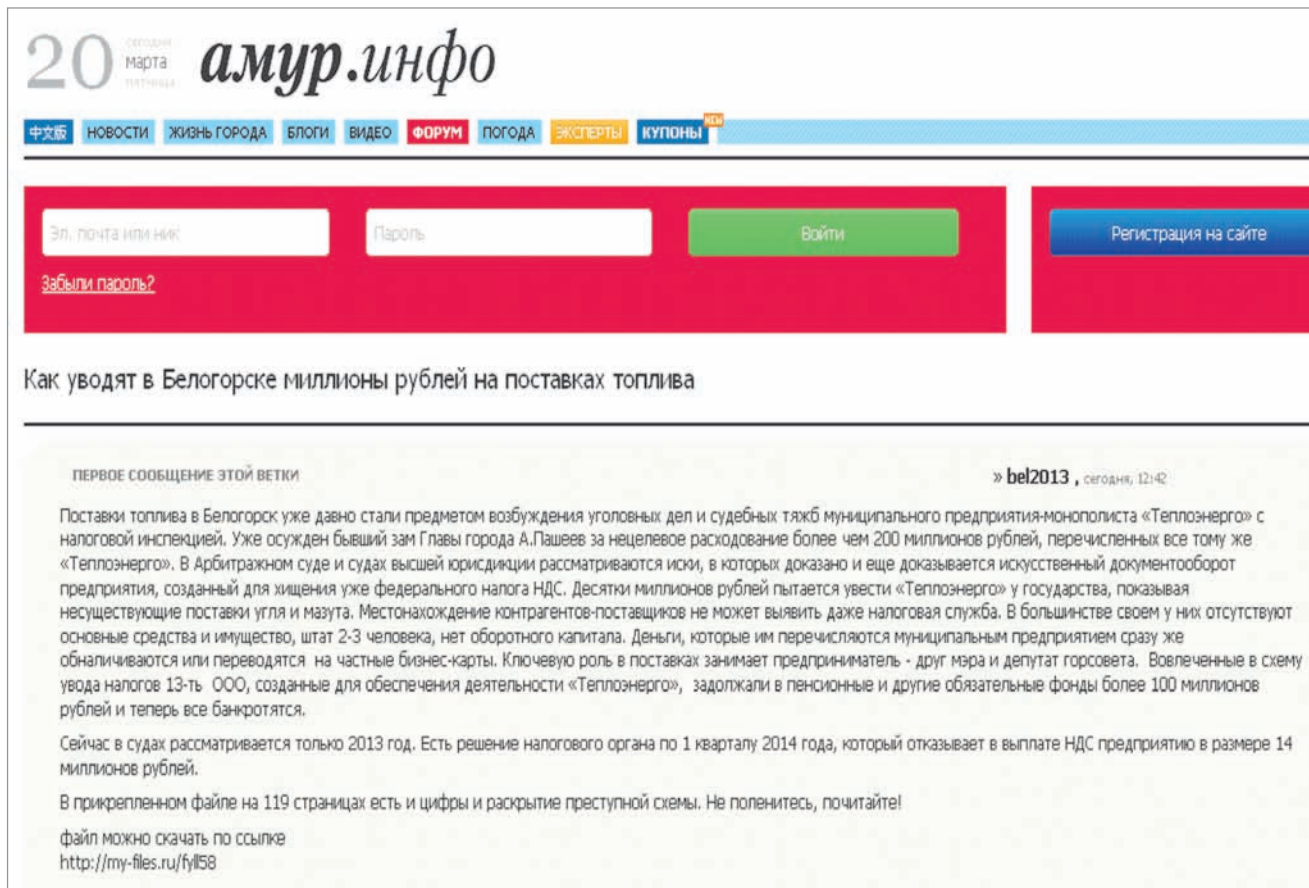 20
сегодня
марта
пятница
амур.инфо
中文版 НОВОСТИ ЖИЗНЬ ГОРОДА БЛОГИ ВИДЕО ФОРУМ ПОГОДА ЭКСПЕРТЫ КУПОНЫ NEW
Эл. почта или ник Пароль Войти Регистрация на сайте
Забыли пароль?
Как уводят в Белогорске миллионы рублей на поставках топлива
ПЕРВОЕ СООБЩЕНИЕ ЭТОЙ ВЕТКИ » bel2013 , сегодня, 12:42
Поставки топлива в Белогорск уже давно стали предметом возбуждения уголовных дел и судебных тяжб муниципального предприятия-монополиста «Теплоэнерго» с
налоговой инспекцией. Уже осужден бывший зам Главы города А.Пашеев за нецелевое расходование более чем 200 миллионов рублей, перечисленных все тому же
«Теплоэнерго». В Арбитражном суде и судах высшей юрисдикции рассматриваются иски, в которых доказано и еще доказывается искусственный документооборот
предприятия, созданный для хищения уже федерального налога НДС. Десятки миллионов рублей пытается увести «Теплоэнерго» у государства, показывая
несуществующие поставки угля и мазута. Местонахождение контрагентов-поставщиков не может выявить даже налоговая служба. В большинстве своем у них отсутствуют
основные средства и имущество, штат 2-3 человека, нет оборотного капитала. Деньги, которые им перечисляются муниципальным предприятием сразу же
обналичиваются или переводятся на частные бизнес-карты. Ключевую роль в поставках занимает предприниматель - друг мэра и депутат горсовета. Вовлеченные в схему
увода налогов 13-ть ООО, созданные для обеспечения деятельности «Теплоэнерго», задолжали в пенсионные и другие обязательные фонды более 100 миллионов
рублей и теперь все банкротятся.
Сейчас в судах рассматривается только 2013 год. Есть решение налогового органа по 1 кварталу 2014 года, который отказывает в выплате НДС предприятию в размере 14
миллионов рублей.
В прикрепленном файле на 119 страницах есть и цифры и раскрытие преступной схемы. Не поленитесь, почитайте!
файл можно скачать по ссылке
http://my-files.ru/fyll58